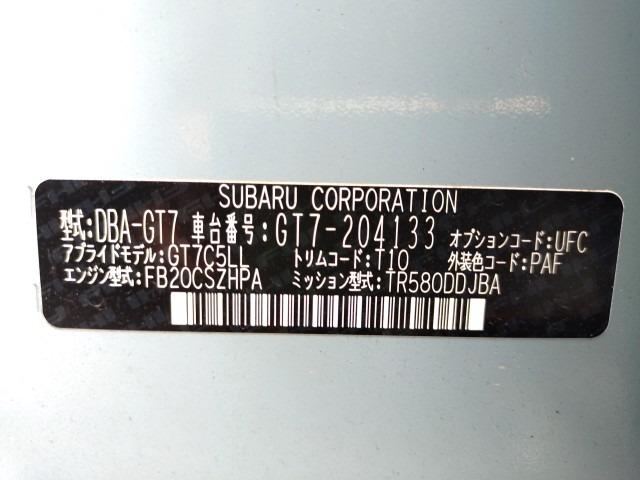 SUBARU CORPORATION
型式:DBA-GT7 車台番号:GT7-204133 オプションコード:UFC
アプライドモデル:GT7C5LL トリムコード:T10 外装色コード:PAF
エンジン型式:FB20CSZHPA ミッション型式:TR580DDJBA